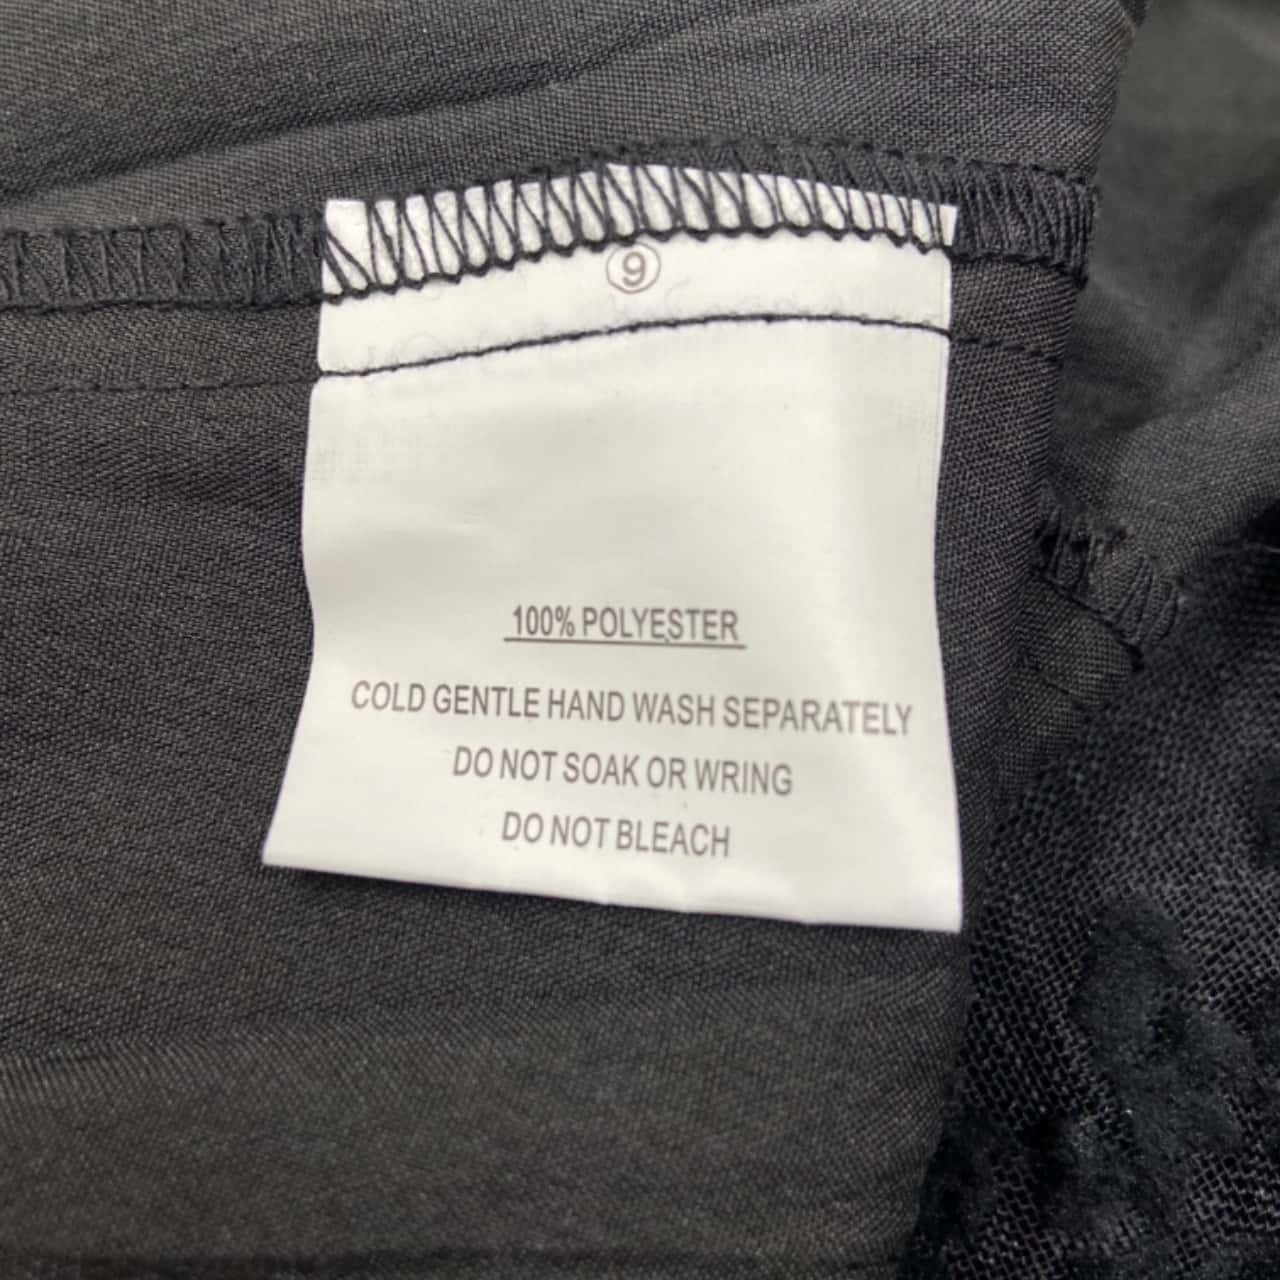 9
100% POLYESTER
COLD GENTLE HAND WASH SEPARATELY
DO NOT SOAK OR WRING
DO NOT BLEACH